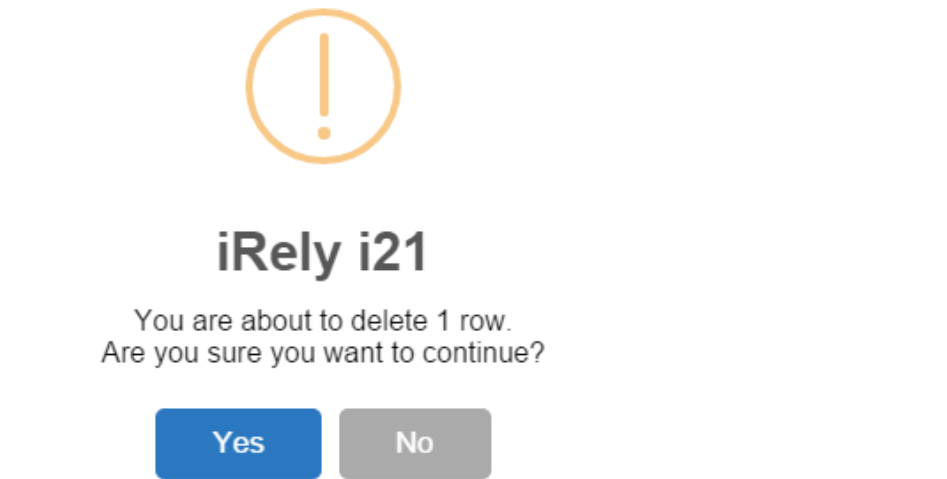 iRely i21
You are about to delete 1 row.
Are you sure you want to continue?
Yes No